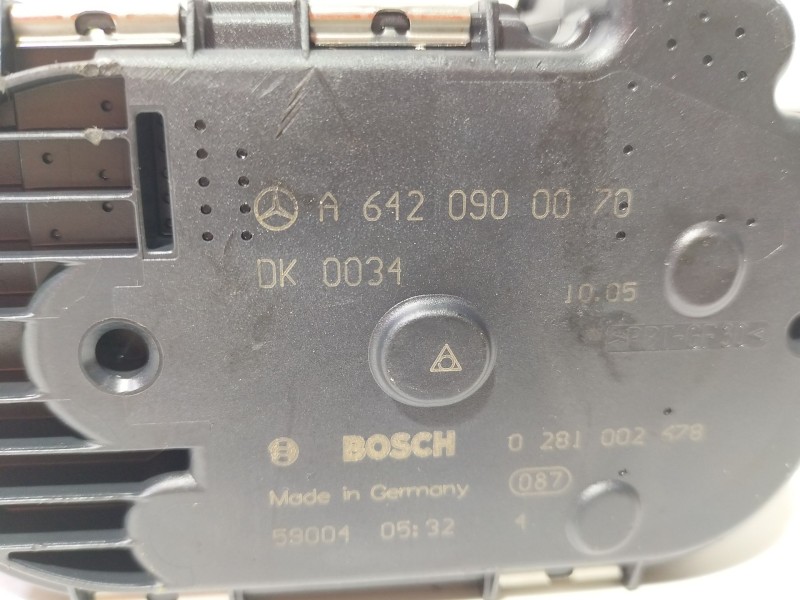 A 642 090 00 70
DK 0034
10.05
BOSCH 0 281 002 478
Made in Germany 087
59004 05:32 4